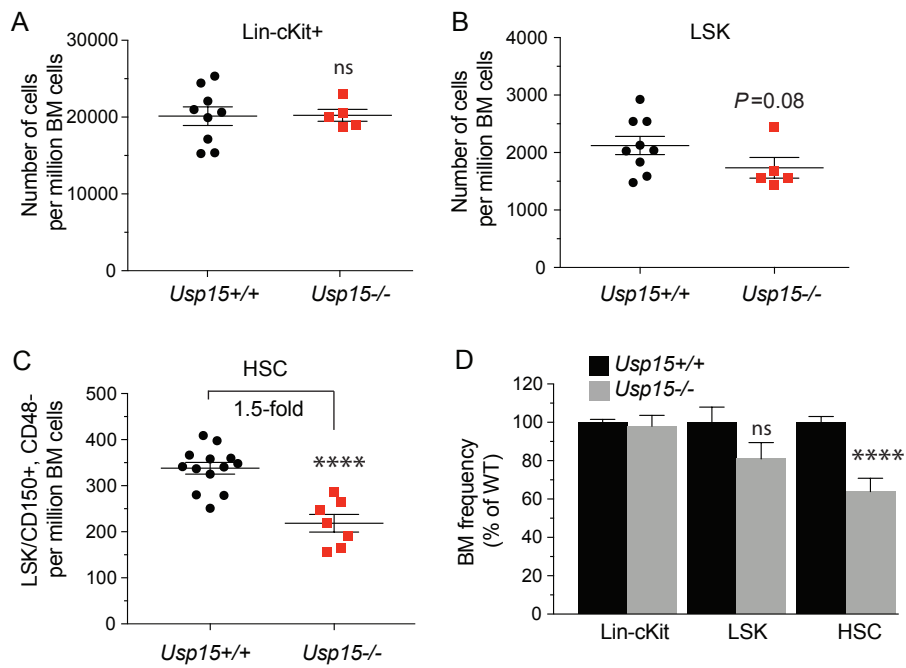 A
Lin-cKit+
Number of cells
per million BM cells
30000
20000
10000
0
ns
Usp15+/+
Usp15-/-
B
LSK
Number of cells
per million BM cells
4000
3000
2000
1000
0
P=0.08
Usp15+/+
Usp15-/-
C
HSC
1.5-fold
LSK/CD150+, CD48-
per million BM cells
500
400
300
200
100
0
****
Usp15+/+
Usp15-/-
D
Usp15+/+
Usp15-/-
BM frequency
(% of WT)
120
100
80
60
40
20
0
ns
****
Lin-cKit
LSK
HSC